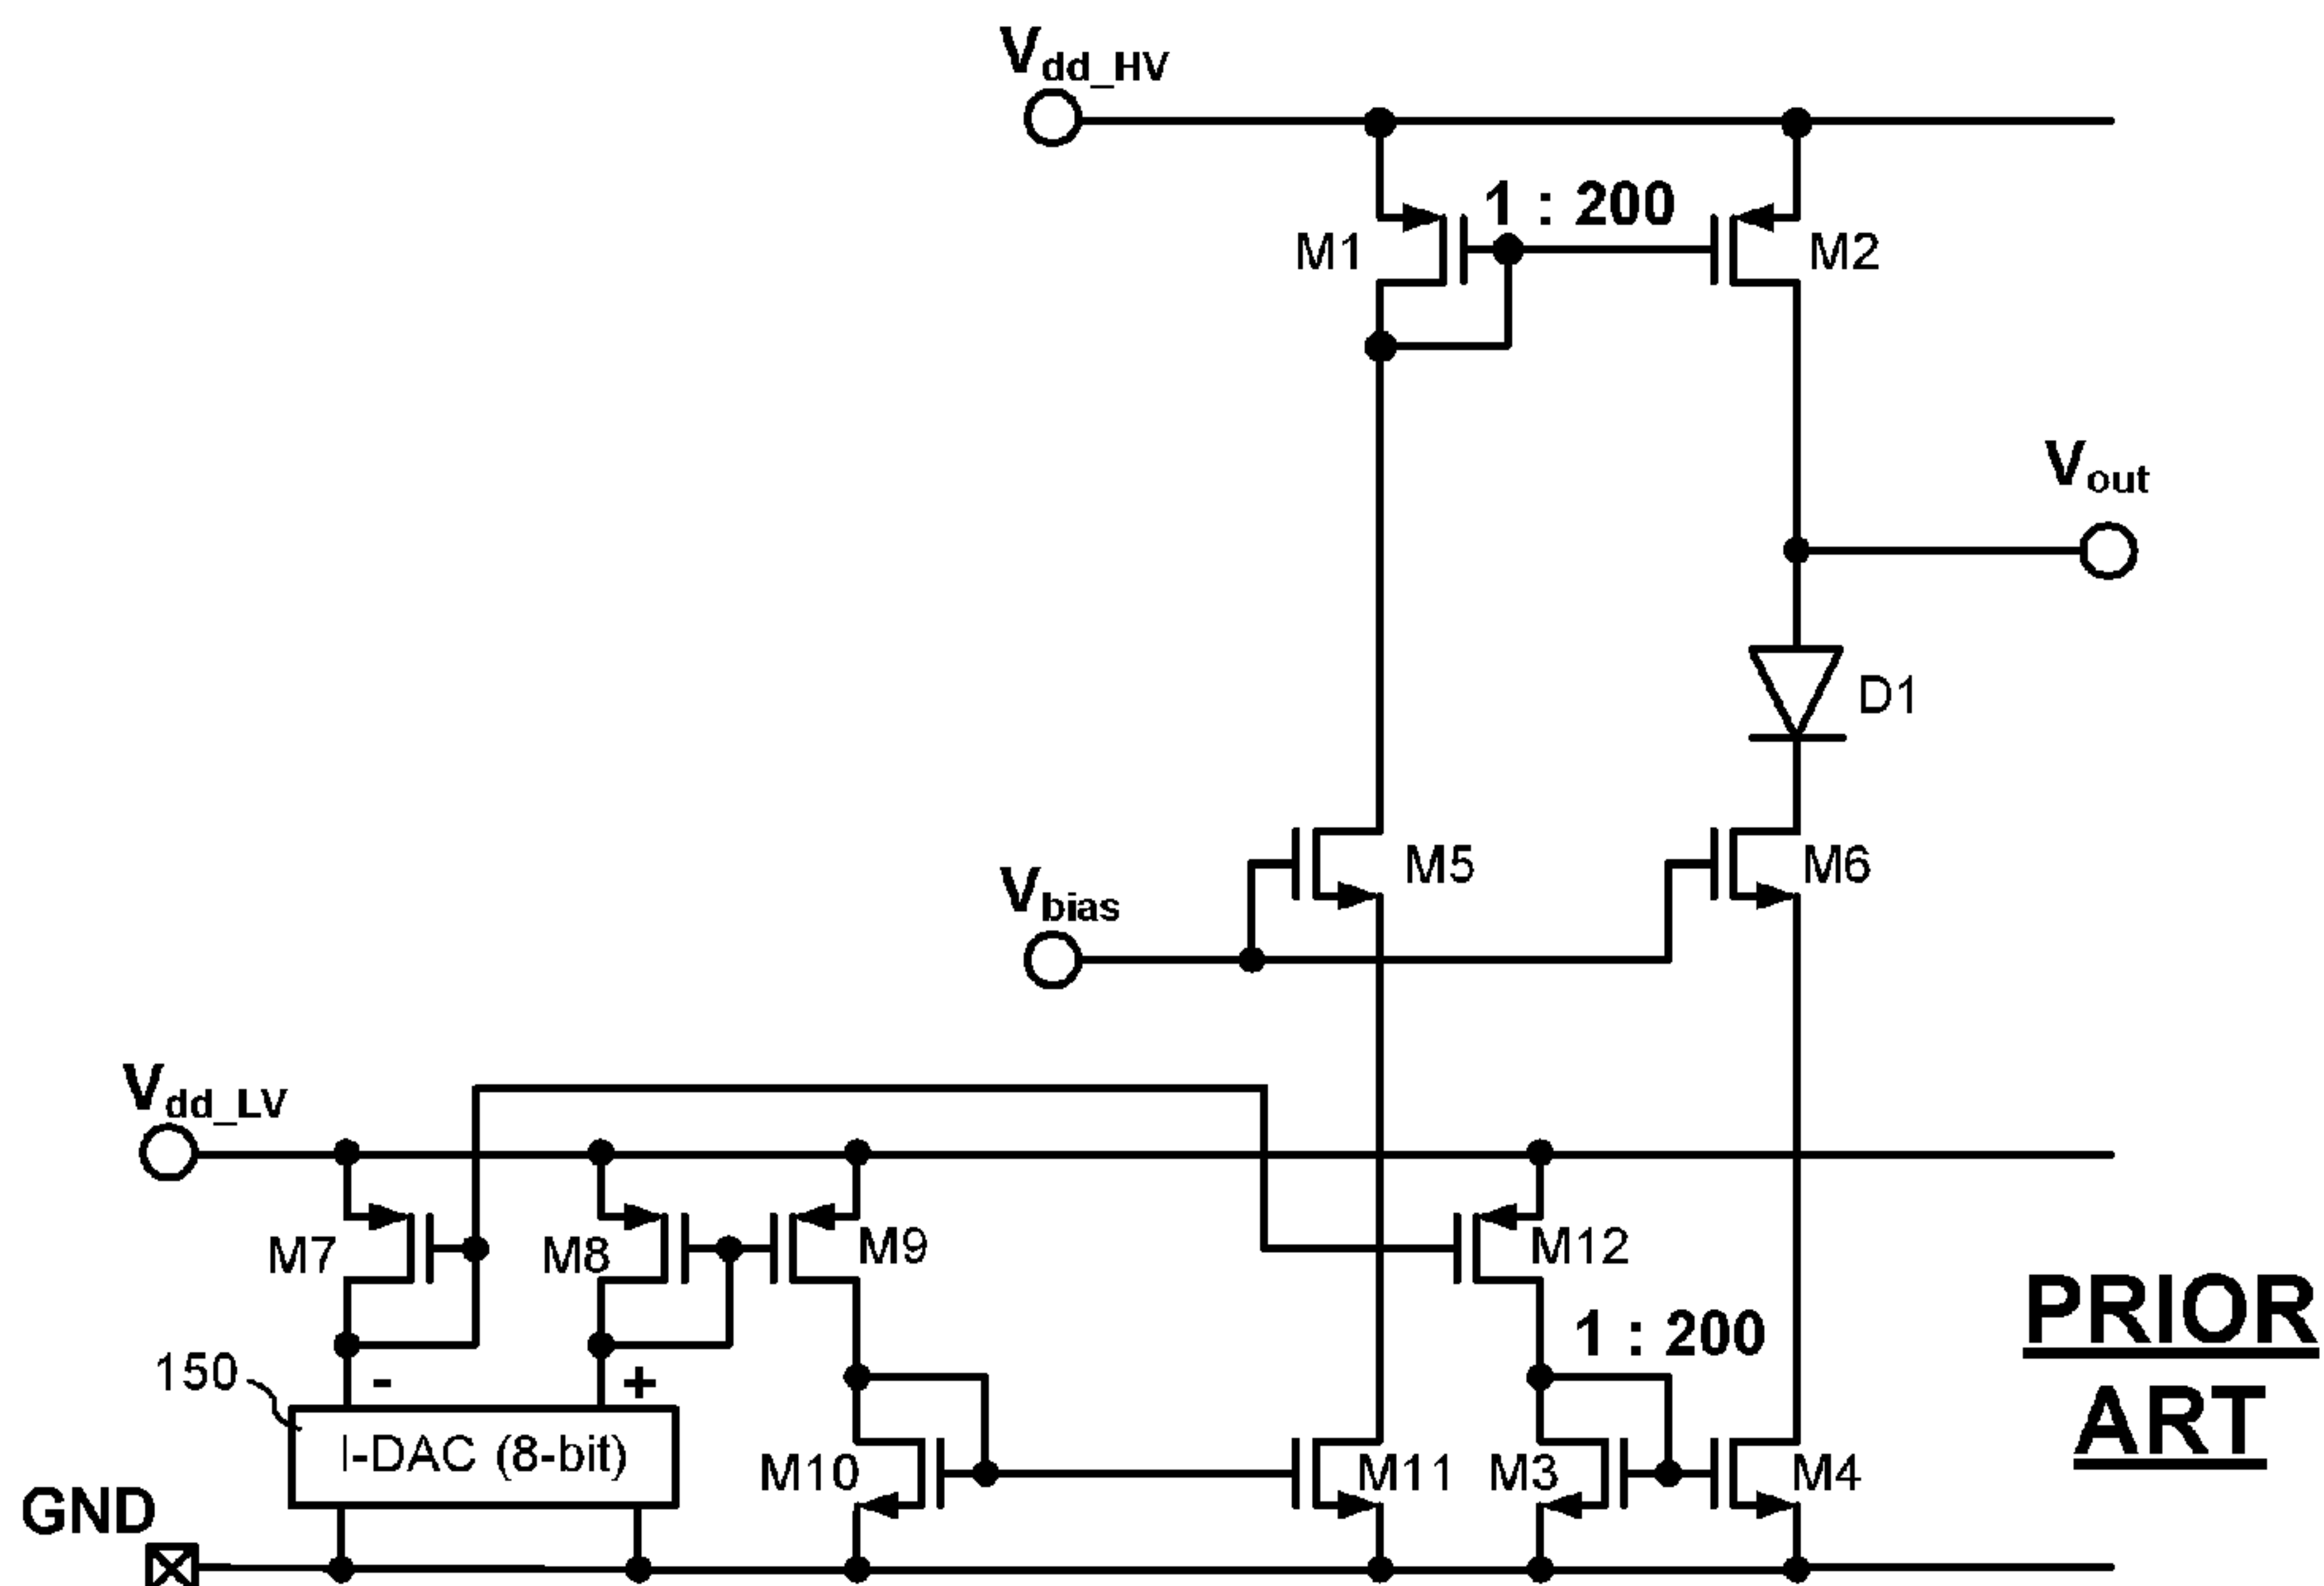 Vdd_HV
1 : 200
M1
M2
Vout
D1
M5
M6
Vbias
Vdd_LV
M7
M8
M9
M12
1 : 200
PRIOR
ART
150
-
+
I-DAC (8-bit)
M10
M11
M3
M4
GND